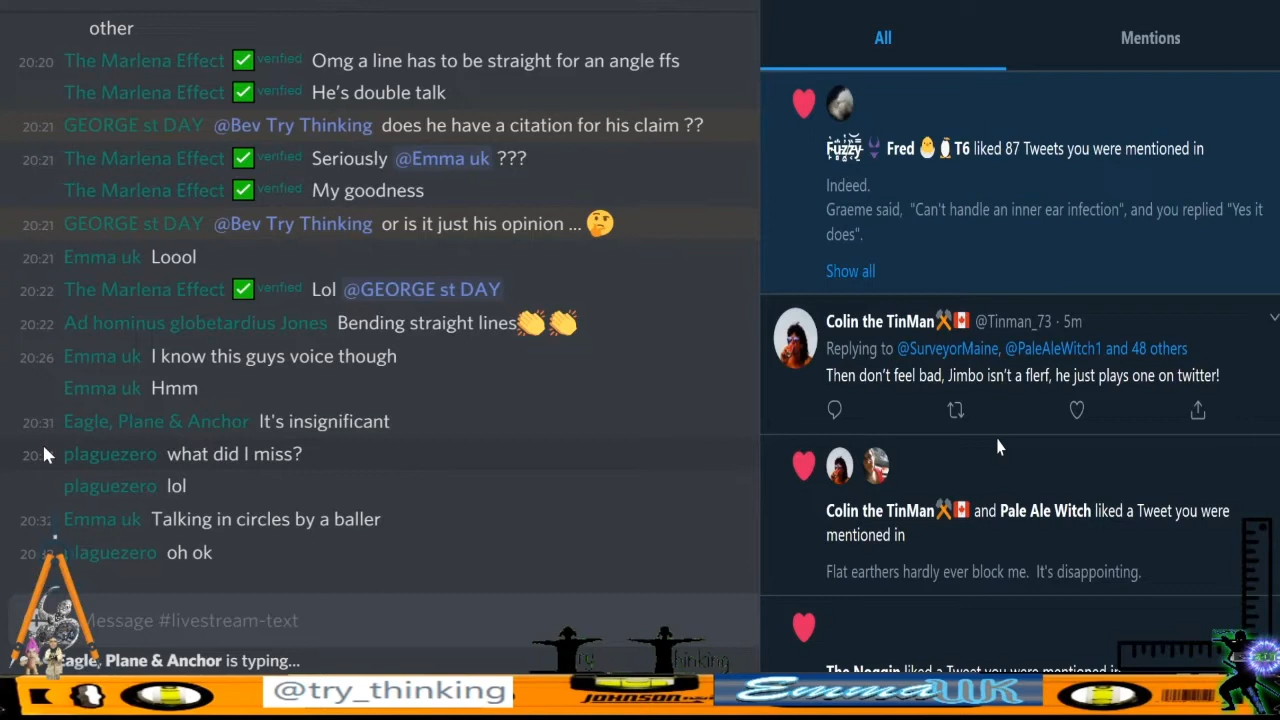 other
20:20 The Marlena Effect ✅ verified Omg a line has to be straight for an angle ffs
The Marlena Effect ✅ verified He's double talk
20:21 GEORGE st DAY @Bev Try Thinking does he have a citation for his claim ??
20:21 The Marlena Effect ✅ verified Seriously @Emma uk ???
The Marlena Effect ✅ verified My goodness
20:21 GEORGE st DAY @Bev Try Thinking or is it just his opinion ... 🤔
20:21 Emma uk Loool
20:22 The Marlena Effect ✅ verified Lol @GEORGE st DAY
20:22 Ad hominus globetardius Jones Bending straight lines👏👏
20:26 Emma uk I know this guys voice though
Emma uk Hmm
20:31 Eagle, Plane & Anchor It's insignificant
plaguezero what did I miss?
plaguezero lol
20:32 Emma uk Talking in circles by a baller
plaguezero oh ok
Message #livestream-text
Eagle, Plane & Anchor is typing...
All Mentions
Fuzzy Fred 🐥🐧 T6 liked 87 Tweets you were mentioned in
Indeed.
Graeme said, "Can't handle an inner ear infection", and you replied "Yes it
does".
Show all
Colin the TinMan⚒️🇨🇦 @Tinman_73 · 5m
Replying to @SurveyorMaine, @PaleAleWitch1 and 48 others
Then don't feel bad, Jimbo isn't a flerf, he just plays one on twitter!
Colin the TinMan⚒️🇨🇦 and Pale Ale Witch liked a Tweet you were
mentioned in
Flat earthers hardly ever block me. It's disappointing.
The Noggin liked a Tweet you were mentioned in
@try_thinking
JOHNSON
EmmaUK